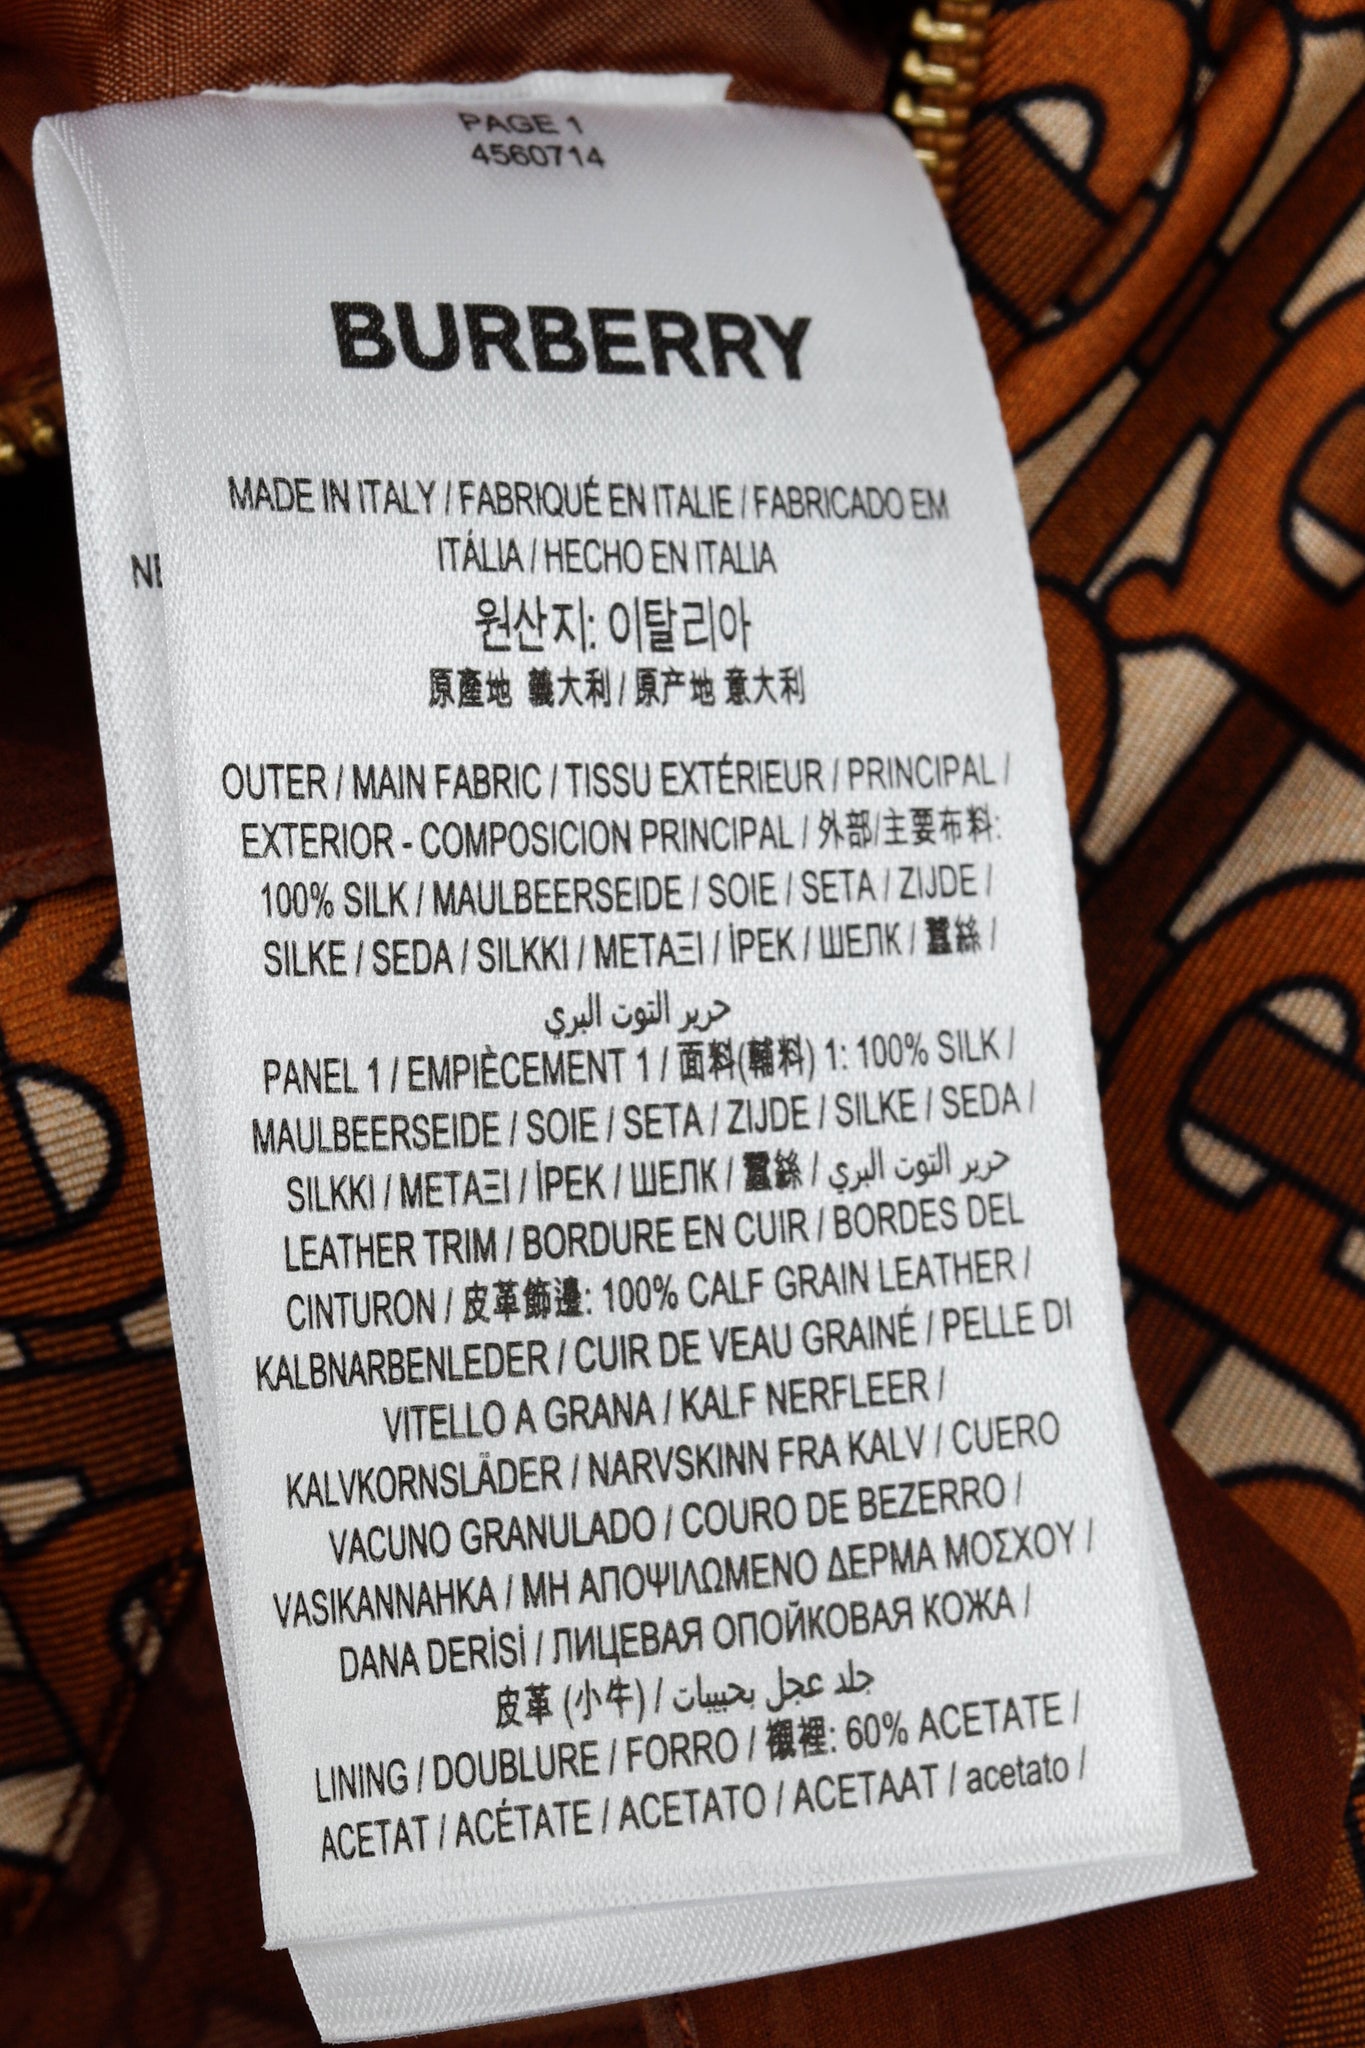 PAGE 1
4560714
BURBERRY
MADE IN ITALY / FABRIQUÉ EN ITALIE / FABRICADO EM
ITÁLIA / HECHO EN ITALIA
원산지: 이탈리아
原產地 義大利 / 原产地 意大利
OUTER / MAIN FABRIC / TISSU EXTÉRIEUR / PRINCIPAL /
EXTERIOR - COMPOSICION PRINCIPAL / 外部/主要布料:
100% SILK / MAULBEERSEIDE / SOIE / SETA / ZIJDE /
SILKE / SEDA / SILKKI / ΜΕΤΑΞΙ / İPEK / ШЕЛК / 蠶絲 /
حرير التوت البري
PANEL 1 / EMPIÈCEMENT 1 / 面料(輔料) 1: 100% SILK /
MAULBEERSEIDE / SOIE / SETA / ZIJDE / SILKE / SEDA /
SILKKI / ΜΕΤΑΞΙ / İPEK / ШЕЛК / 蠶絲 / حرير التوت البري
LEATHER TRIM / BORDURE EN CUIR / BORDES DEL
CINTURON / 皮革飾邊: 100% CALF GRAIN LEATHER /
KALBNARBENLEDER / CUIR DE VEAU GRAINÉ / PELLE DI
VITELLO A GRANA / KALF NERFLEER /
KALVKORNSLÄDER / NARVSKINN FRA KALV / CUERO
VACUNO GRANULADO / COURO DE BEZERRO /
VASIKANNAHKA / ΜΗ ΑΠΟΨΙΛΩΜΕΝΟ ΔΕΡΜΑ ΜΟΣΧΟΥ /
DANA DERİSİ / ЛИЦЕВАЯ ОПОЙКОВАЯ КОЖА /
皮革 (小牛) / جلد عجل بحبيبات
LINING / DOUBLURE / FORRO / 襯裡: 60% ACETATE /
ACETAT / ACÉTATE / ACETATO / ACETAAT / acetato /